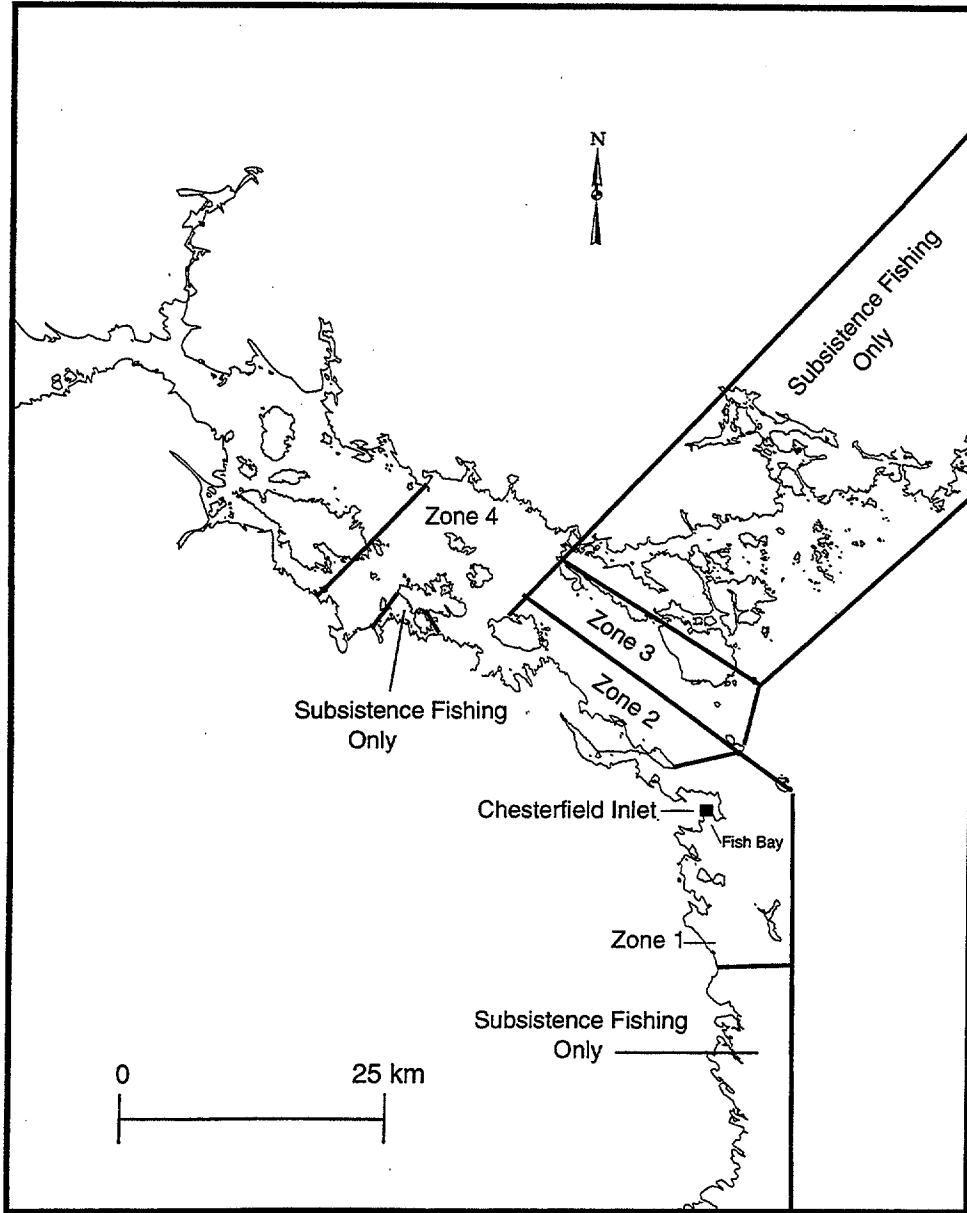 N
Subsistence Fishing
Only
Zone 4
Zone 3
Zone 2
Subsistence Fishing
Only
Chesterfield Inlet
Fish Bay
Zone 1
Subsistence Fishing
Only
0 25 km